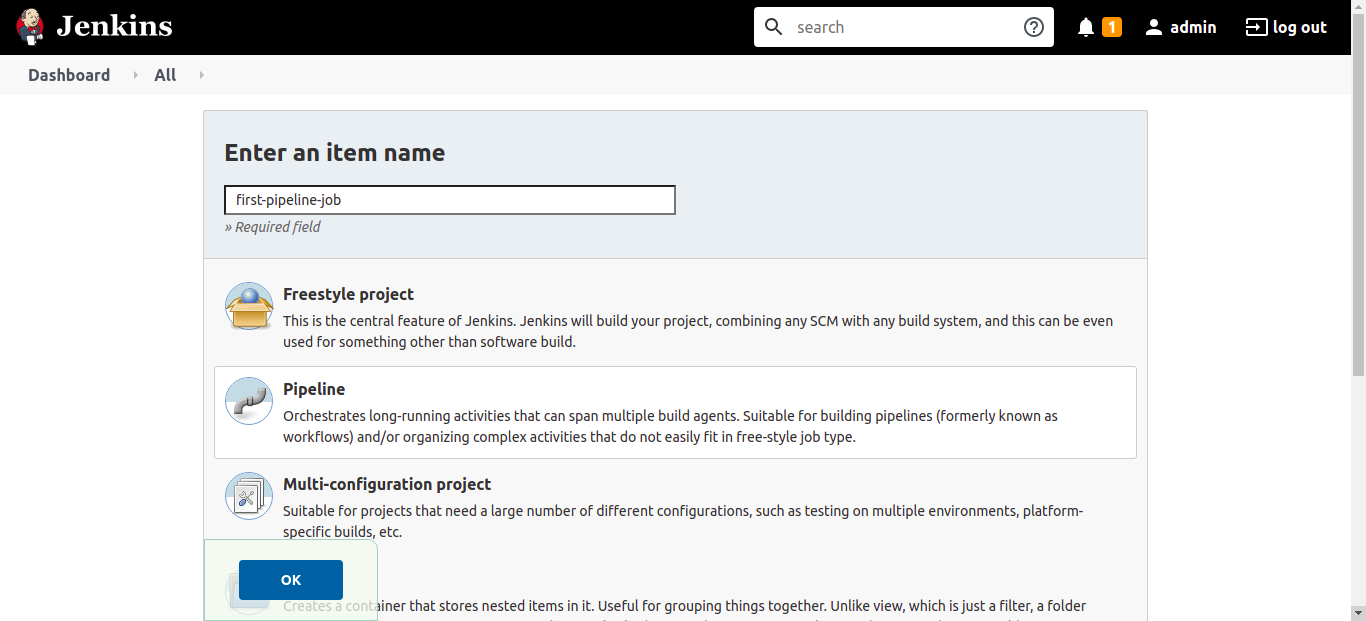 Jenkins
search
1
admin
log out
Dashboard
All
Enter an item name
first-pipeline-job
» Required field
Freestyle project
This is the central feature of Jenkins. Jenkins will build your project, combining any SCM with any build system, and this can be even
used for something other than software build.
Pipeline
Orchestrates long-running activities that can span multiple build agents. Suitable for building pipelines (formerly known as
workflows) and/or organizing complex activities that do not easily fit in free-style job type.
Multi-configuration project
Suitable for projects that need a large number of different configurations, such as testing on multiple environments, platform-
specific builds, etc.
OK
Creates a container that stores nested items in it. Useful for grouping things together. Unlike view, which is just a filter, a folder